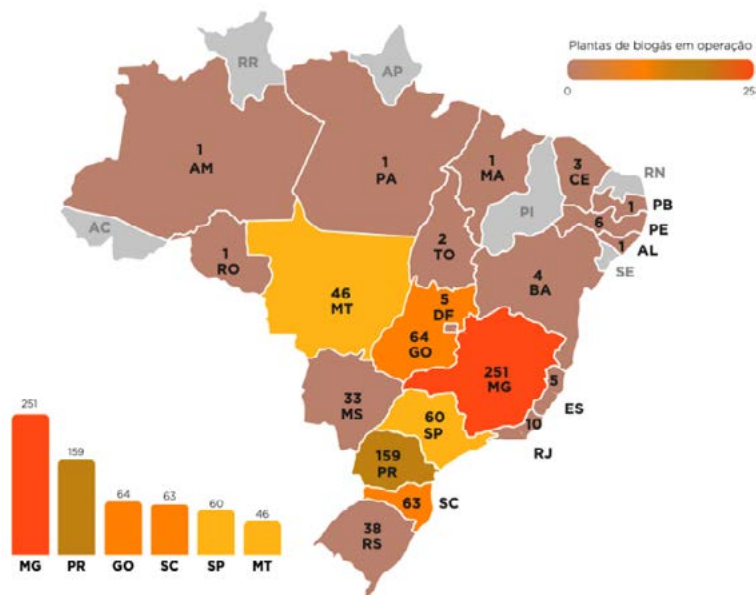 Plantas de biogás em operação
0
25
RR
AP
1
AM
1
PA
1
MA
3
CE
RN
1
PB
PI
6
PE
1
AL
SE
AC
1
RO
2
TO
4
BA
46
MT
5
DF
64
GO
251
MG
5
ES
33
MS
60
SP
10
RJ
159
PR
63
SC
38
RS
251
159
64
63
60
46
MG PR GO SC SP MT